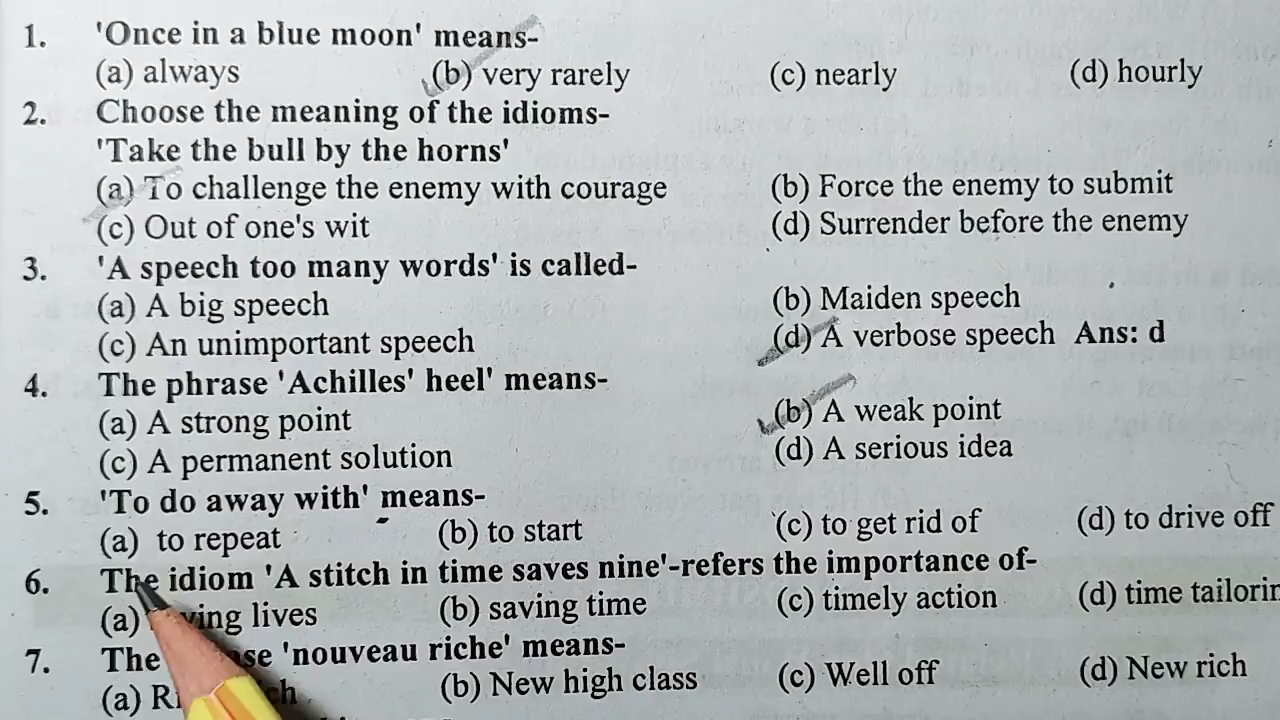 1. 'Once in a blue moon' means-
(a) always (b) very rarely (c) nearly (d) hourly
2. Choose the meaning of the idioms-
'Take the bull by the horns'
(a) To challenge the enemy with courage (b) Force the enemy to submit
(c) Out of one's wit (d) Surrender before the enemy
3. 'A speech too many words' is called-
(a) A big speech (b) Maiden speech
(c) An unimportant speech (d) A verbose speech Ans: d
4. The phrase 'Achilles' heel' means-
(a) A strong point (b) A weak point
(c) A permanent solution (d) A serious idea
5. 'To do away with' means-
(a) to repeat (b) to start (c) to get rid of (d) to drive off
6. The idiom 'A stitch in time saves nine'-refers the importance of-
(a) lives (b) saving time (c) timely action (d) time
7. The 'nouveau riche' means-
(a) (b) New high class (c) Well off (d) New rich